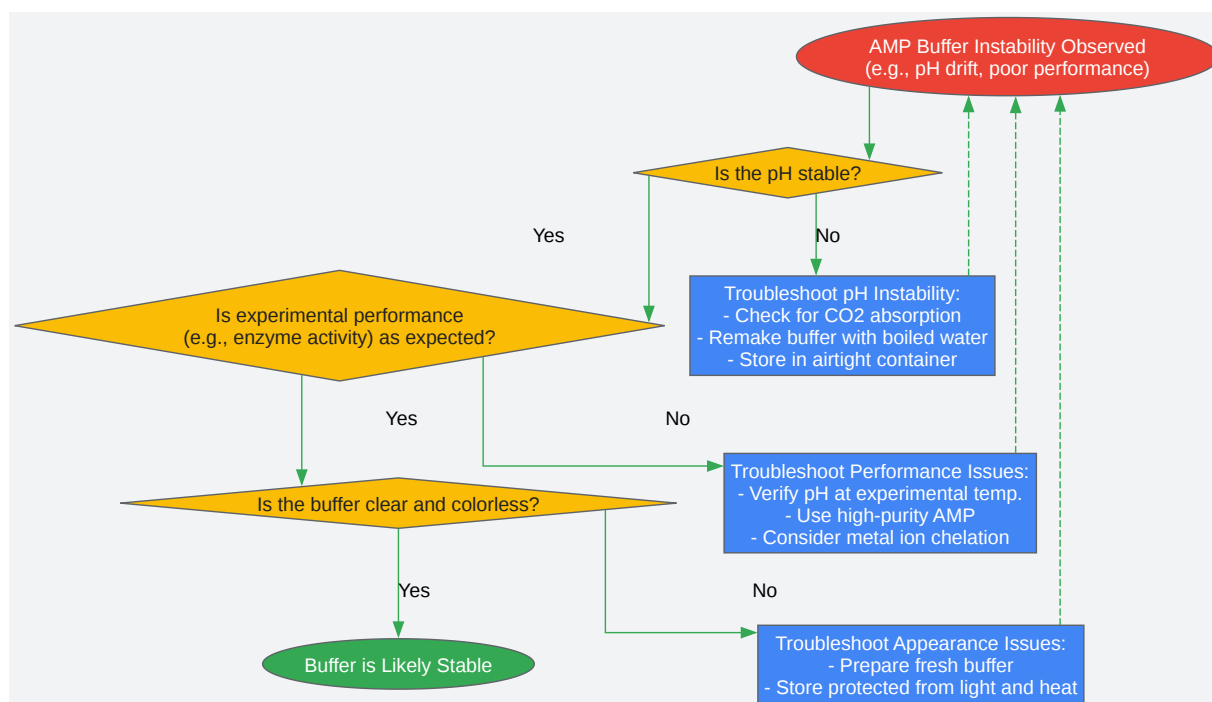 AMP Buffer Instability Observed
(e.g., pH drift, poor performance)
Is the pH stable?
Yes
No
Troubleshoot pH Instability:
- Check for CO2 absorption
- Remake buffer with boiled water
- Store in airtight container
Is experimental performance
(e.g., enzyme activity) as expected?
Yes
No
Troubleshoot Performance Issues:
- Verify pH at experimental temp.
- Use high-purity AMP
- Consider metal ion chelation
Is the buffer clear and colorless?
Yes
No
Buffer is Likely Stable
Troubleshoot Appearance Issues:
- Prepare fresh buffer
- Store protected from light and heat